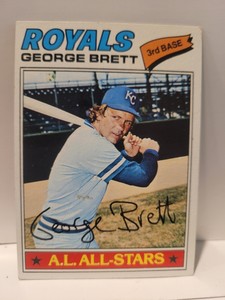 ROYALS
GEORGE BRETT
3rd BASE
KC
George Brett
A.L. ALL-STARS